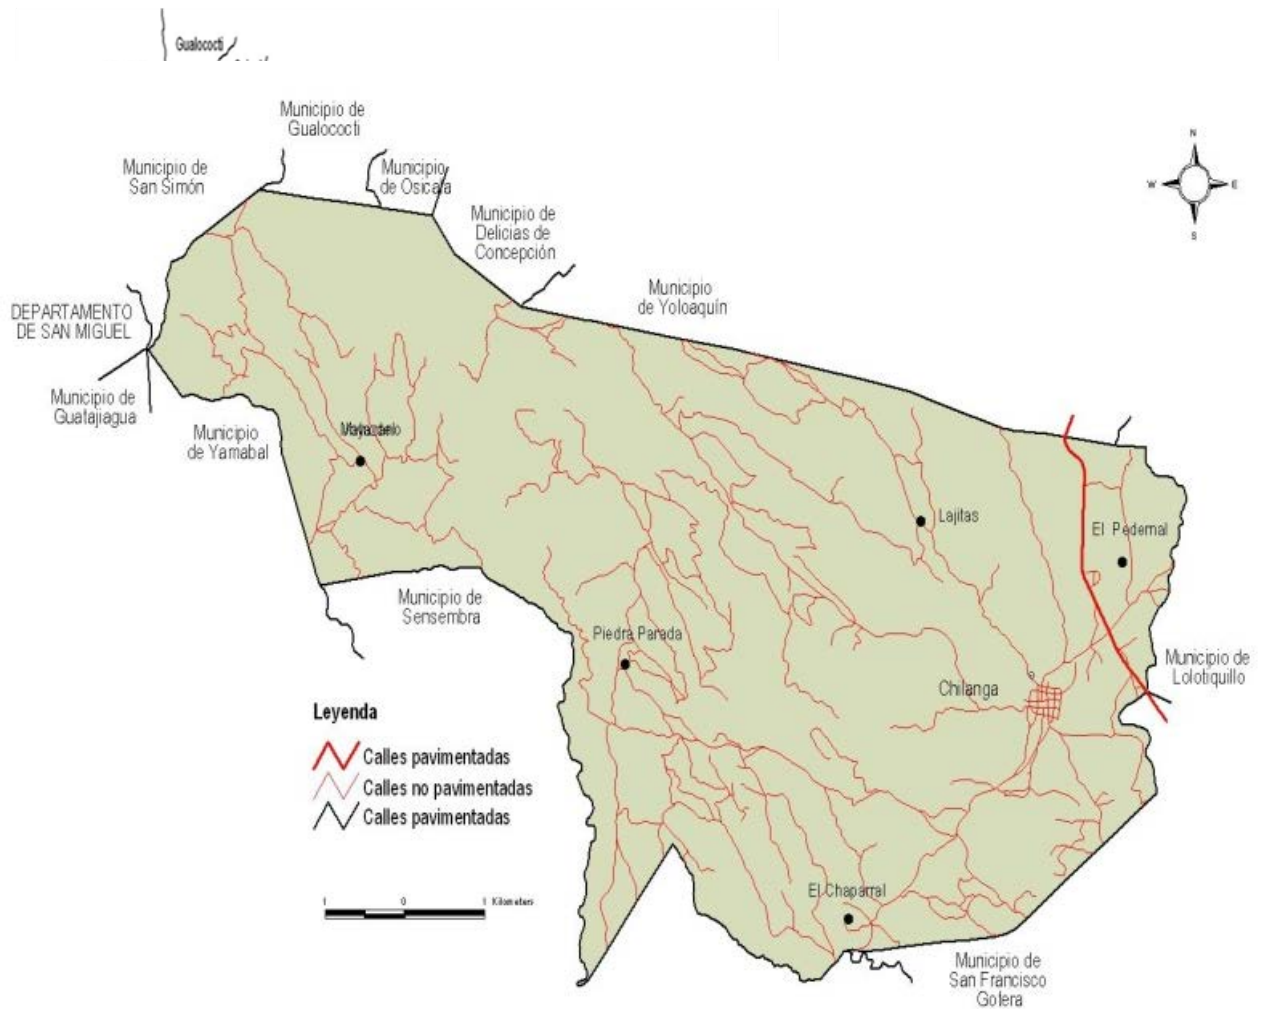 Gualococti
Municipio de
Gualococti
Municipio de
San Simón
Municipio
de Osicala
N
W
E
S
Municipio de
Delicias de
Concepción
DEPARTAMENTO
DE SAN MIGUEL
Municipio
de Yoloaquín
Municipio de
Guatajiagua
Municipio
de Yamabal
Lajitas
El Pedernal
Municipio de
Sensembra
Piedra Parada
Municipio de
Lolotiquillo
Chilanga
Leyenda
Calles pavimentadas
Calles no pavimentadas
Calles pavimentadas
1 0 1 Kilometers
El Chaparral
Municipio de
San Francisco
Gotera